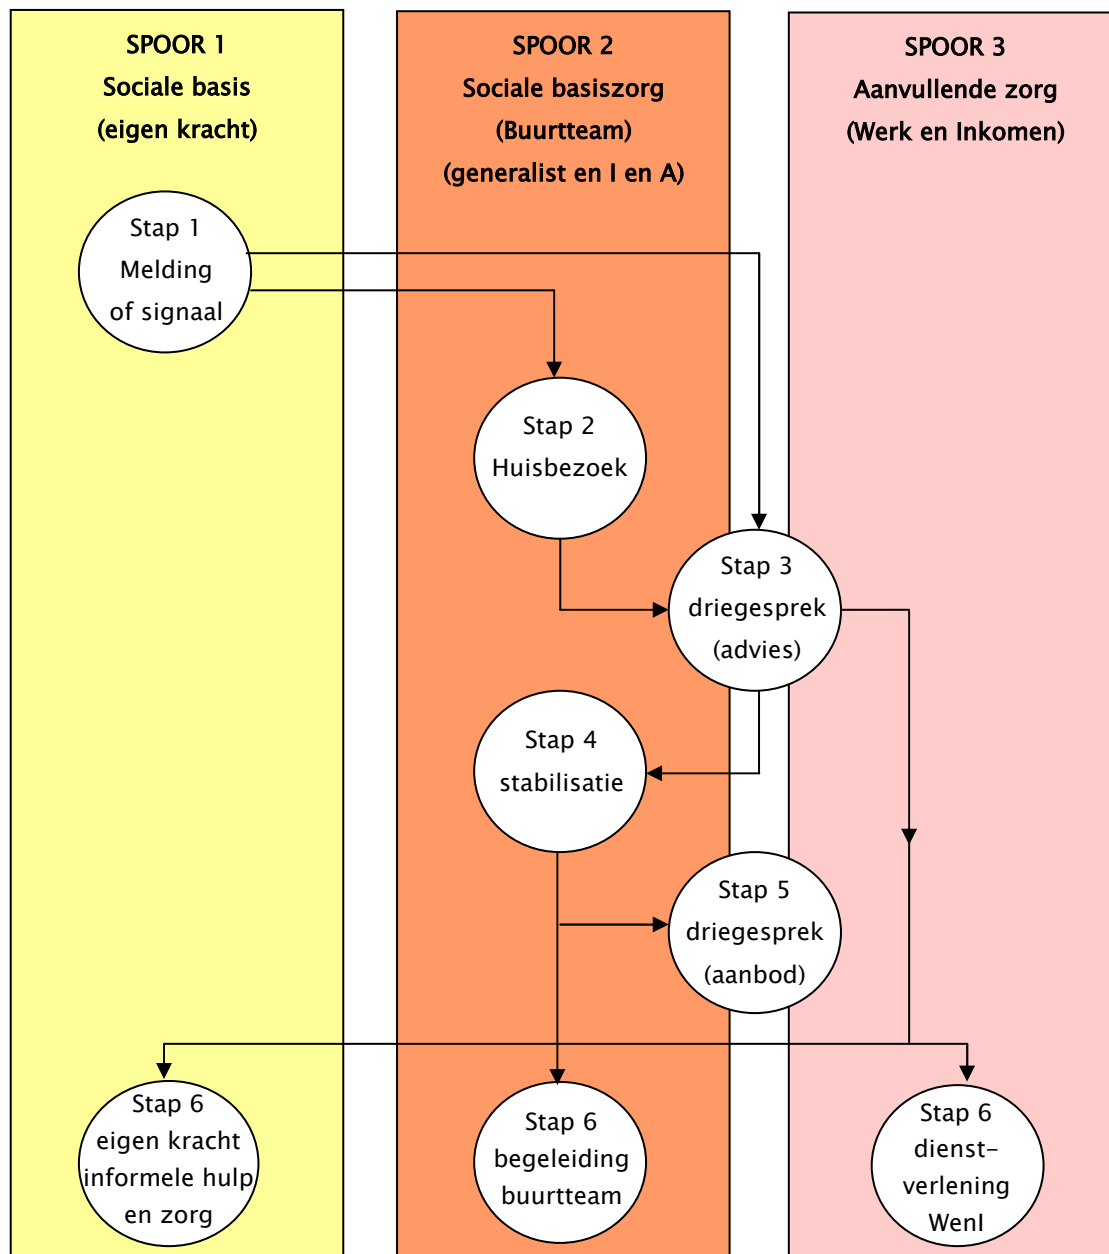 SPOOR 1
Sociale basis
(eigen kracht)
SPOOR 2
Sociale basiszorg
(Buurtteam)
(generalist en I en A)
SPOOR 3
Aanvullende zorg
(Werk en Inkomen)
Stap 1
Melding
of signaal
Stap 2
Huisbezoek
Stap 3
driegesprek
(advies)
Stap 4
stabilisatie
Stap 5
driegesprek
(aanbod)
Stap 6
eigen kracht
informele hulp
en zorg
Stap 6
begeleiding
buurtteam
Stap 6
dienst-
verlening
WenI